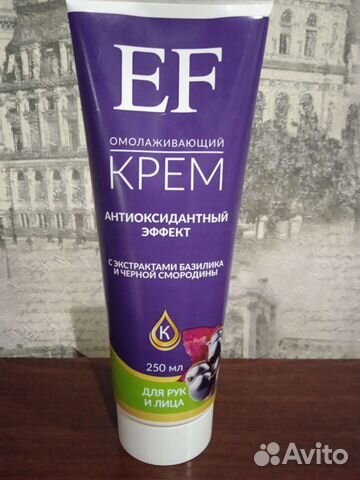 EF
ОМОЛАЖИВАЮЩИЙ
КРЕМ
АНТИОКСИДАНТНЫЙ
ЭФФЕКТ
С ЭКСТРАКТАМИ БАЗИЛИКА
И ЧЕРНОЙ СМОРОДИНЫ
К
250 МЛ
ДЛЯ РУК
И ЛИЦА
Avito